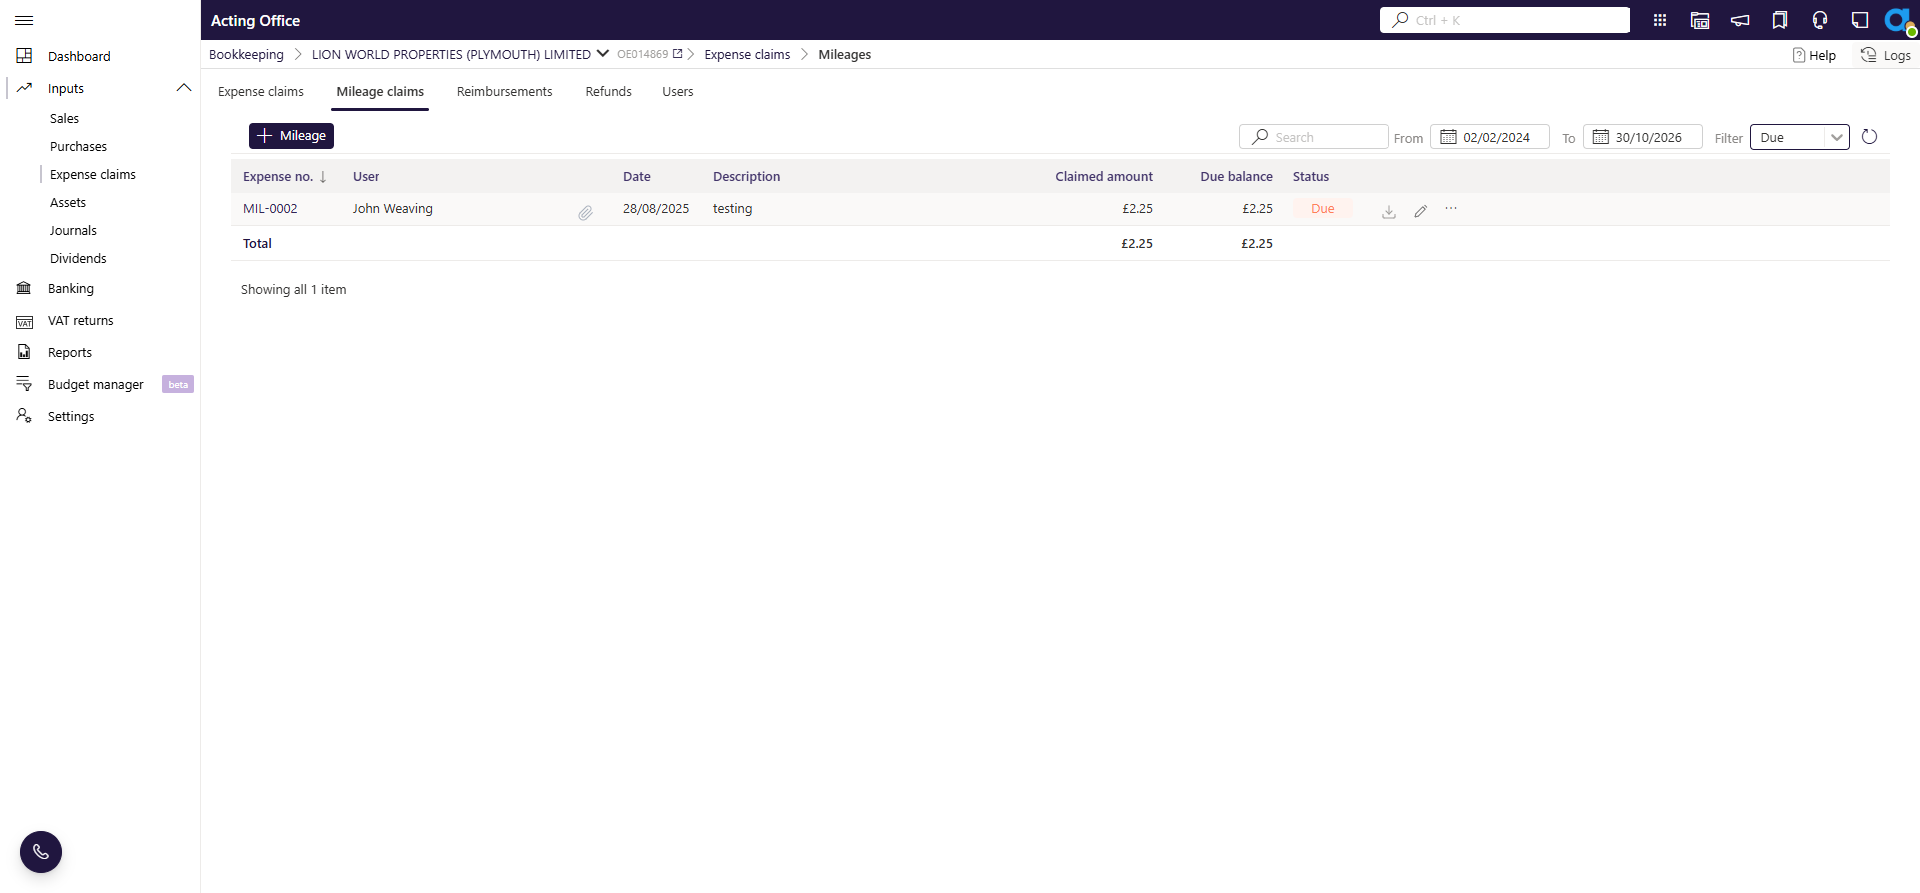 Acting Office
Ctrl + K
Bookkeeping
LION WORLD PROPERTIES (PLYMOUTH) LIMITED
OE014869
Expense claims
Mileages
Help
Logs
Dashboard
Inputs
Sales
Purchases
Expense claims
Assets
Journals
Dividends
Banking
VAT
VAT returns
Reports
Budget manager
beta
Settings
Expense claims
Mileage claims
Reimbursements
Refunds
Users
Mileage
Search
From
02/02/2024
To
30/10/2026
Filter
Due
Expense no.
User
Date
Description
Claimed amount
Due balance
Status
MIL-0002
John Weaving
28/08/2025
testing
£2.25
£2.25
Due
Total
£2.25
£2.25
Showing all 1 item